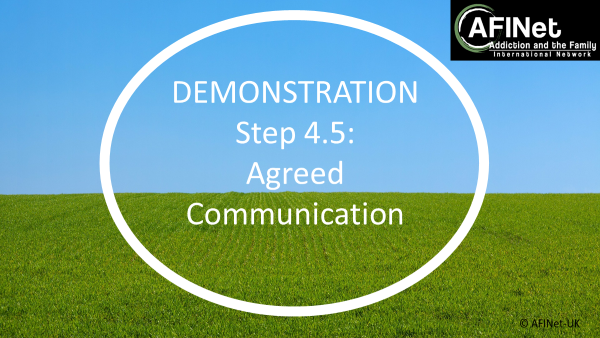 AFINet
Addiction and the Family
International Network
DEMONSTRATION
Step 4.5:
Agreed
Communication
© AFINet-UK